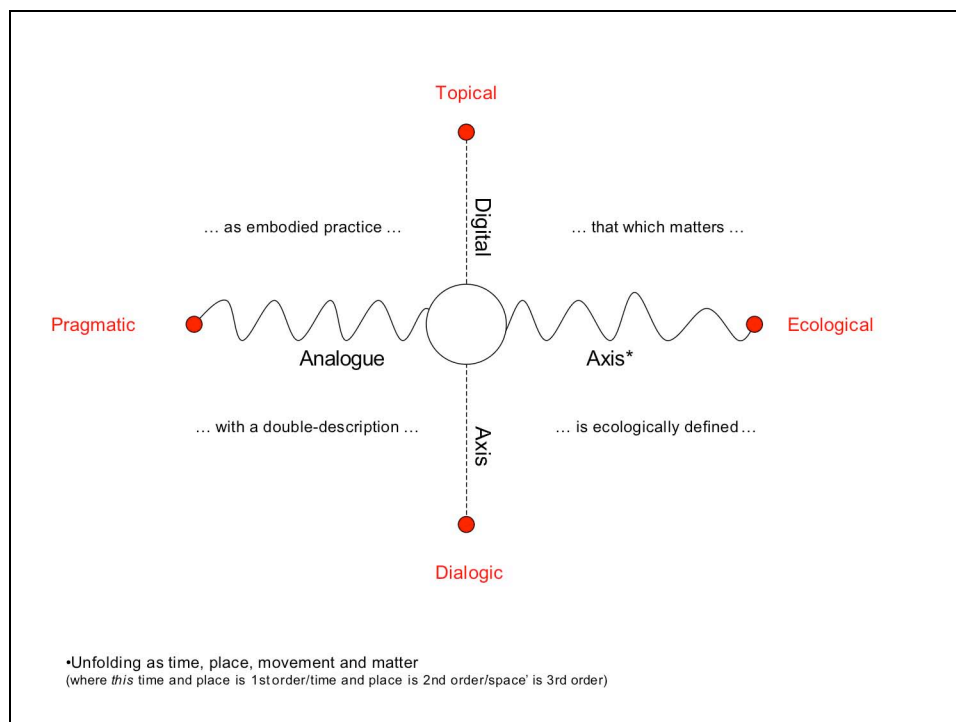 Topical
Digital
… as embodied practice …
… that which matters …
Pragmatic
Ecological
Analogue
Axis*
… with a double-description …
… is ecologically defined …
Axis
Dialogic
•Unfolding as time, place, movement and matter
(where this time and place is 1st order/time and place is 2nd order/space' is 3rd order)